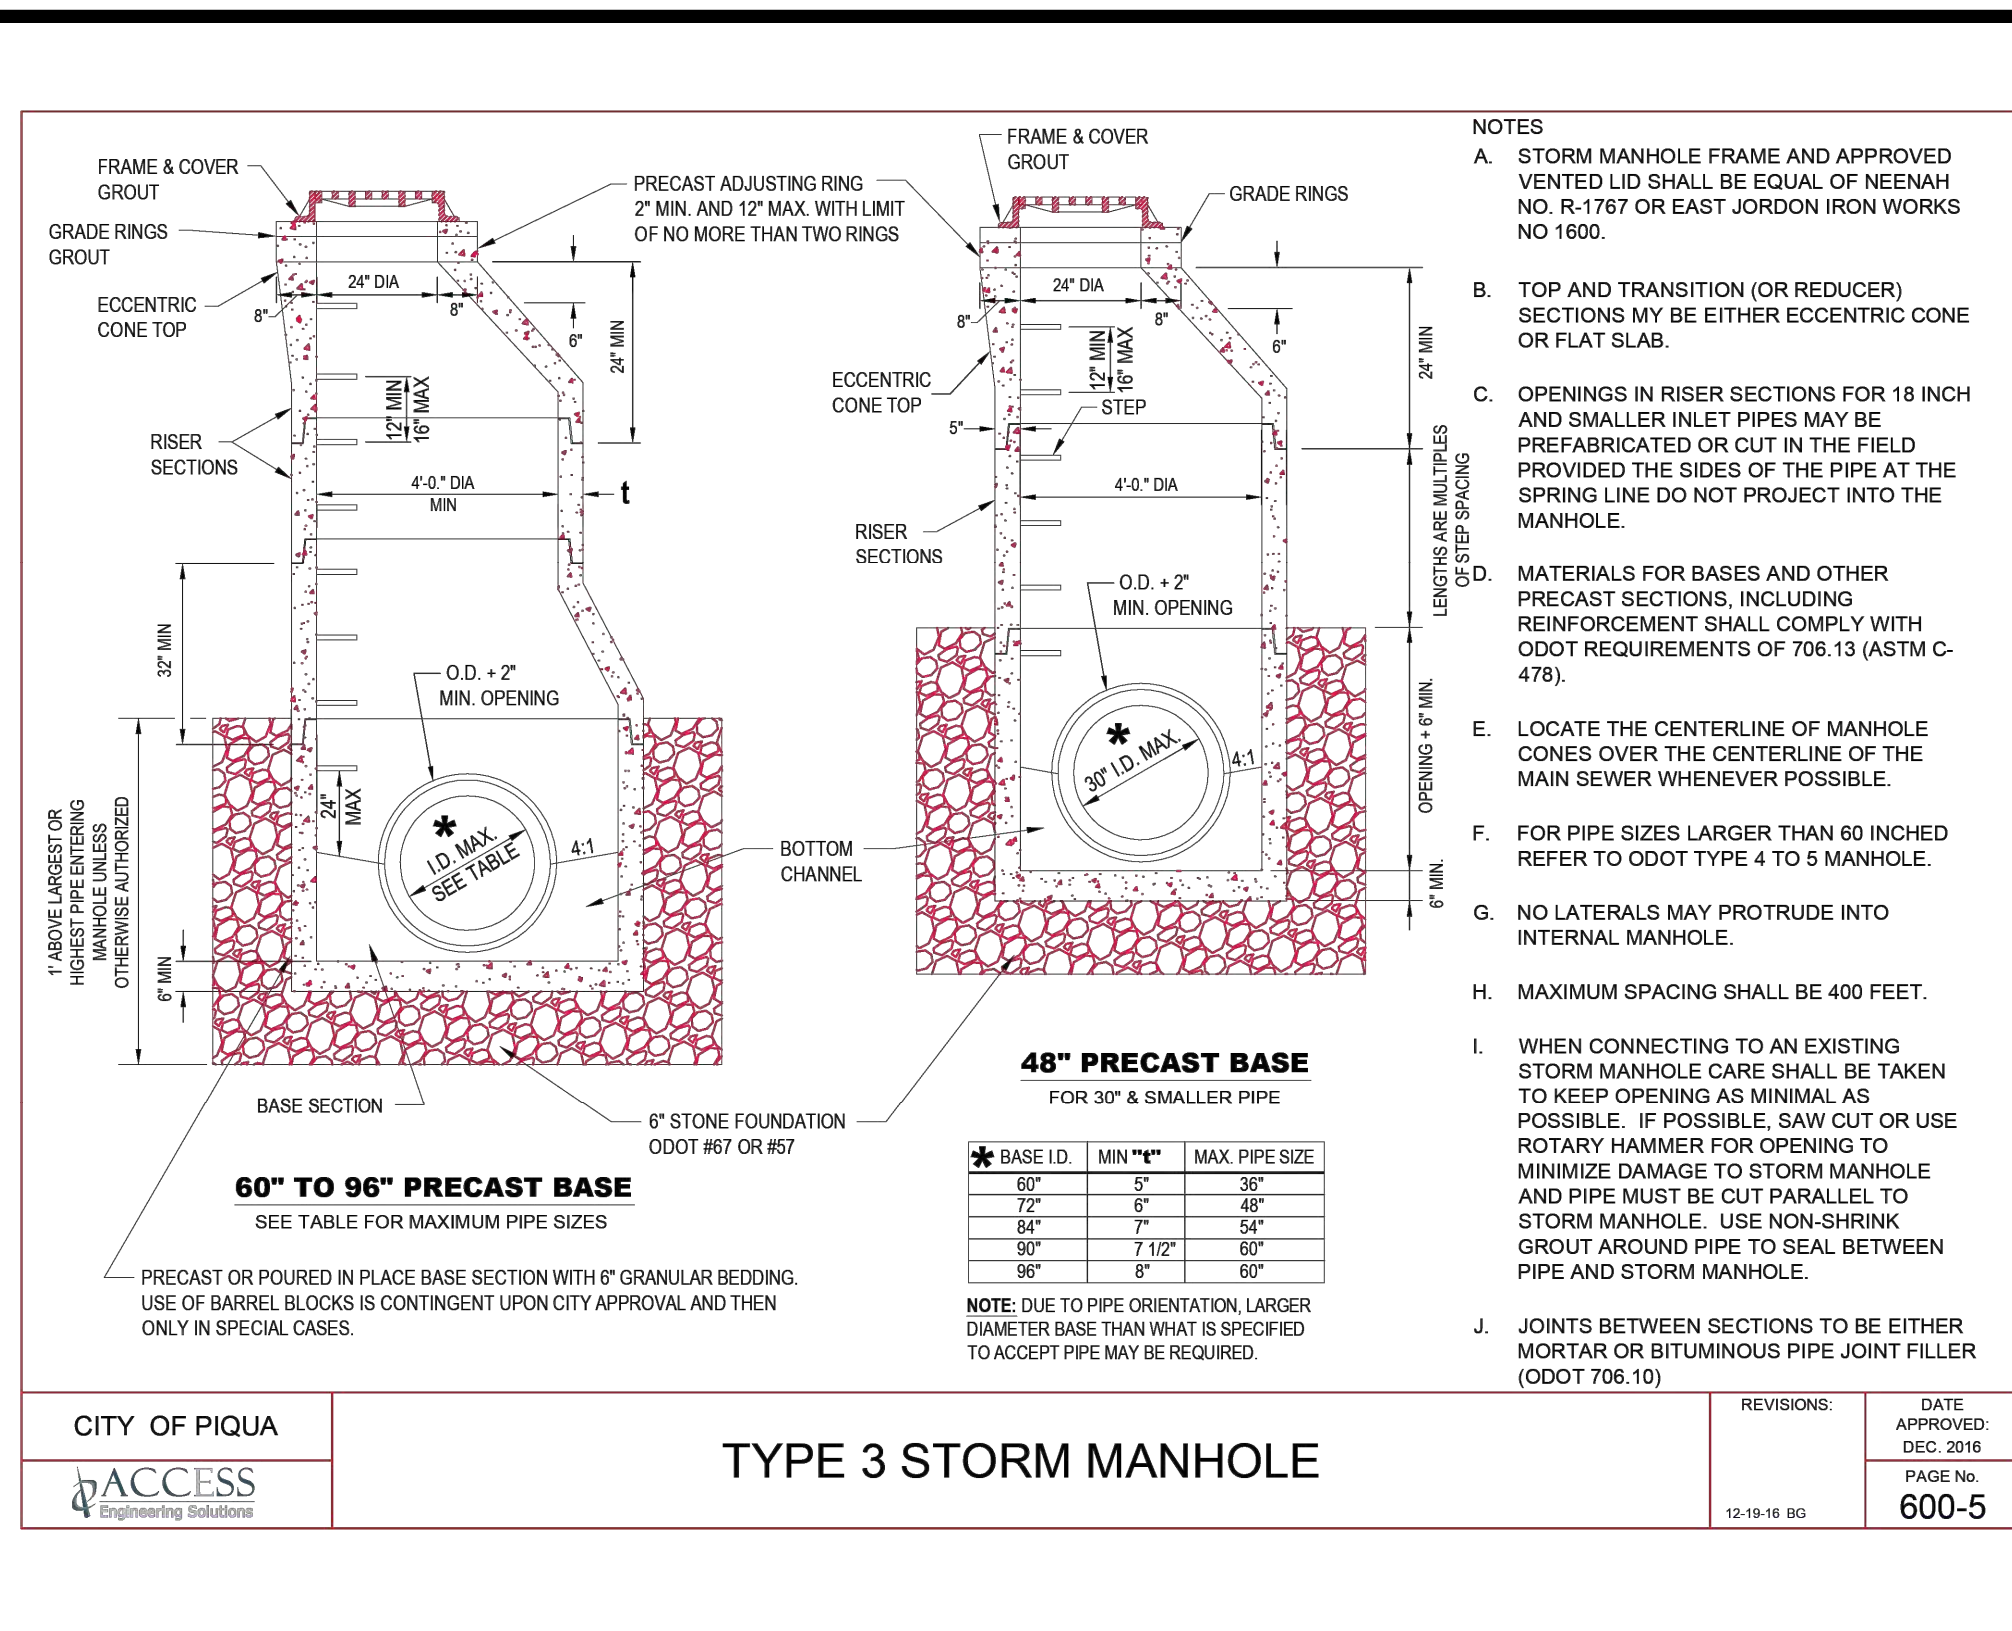 FRAME & COVER
GROUT
GRADE RINGS
GROUT
ECCENTRIC
CONE TOP
RISER
SECTIONS
PRECAST ADJUSTING RING
2" MIN. AND 12" MAX. WITH LIMIT
OF NO MORE THAN TWO RINGS
24" DIA
8"
8"
6"
24" MIN
12" MIN
16" MAX
4'-0." DIA
MIN
t
32" MIN
O.D. + 2"
MIN. OPENING
24"
MAX
*
I.D. MAX.
SEE TABLE
4:1
1' ABOVE LARGEST OR
HIGHEST PIPE ENTERING
MANHOLE UNLESS
OTHERWISE AUTHORIZED
6" MIN
BOTTOM
CHANNEL
BASE SECTION
6" STONE FOUNDATION
ODOT #67 OR #57
60" TO 96" PRECAST BASE
SEE TABLE FOR MAXIMUM PIPE SIZES
PRECAST OR POURED IN PLACE BASE SECTION WITH 6" GRANULAR BEDDING.
USE OF BARREL BLOCKS IS CONTINGENT UPON CITY APPROVAL AND THEN
ONLY IN SPECIAL CASES.
FRAME & COVER
GROUT
GRADE RINGS
24" DIA
8"
8"
6"
24" MIN
12" MIN
16" MAX
ECCENTRIC
CONE TOP
STEP
5"
4'-0." DIA
RISER
SECTIONS
LENGTHS ARE MULTIPLES
OF STEP SPACING
O.D. + 2"
MIN. OPENING
*
30" I.D. MAX.
4:1
OPENING + 6" MIN.
6" MIN.
48" PRECAST BASE
FOR 30" & SMALLER PIPE
* BASE I.D. MIN "t" MAX. PIPE SIZE
60" 5" 36"
72" 6" 48"
84" 7" 54"
90" 7 1/2" 60"
96" 8" 60"
NOTE: DUE TO PIPE ORIENTATION, LARGER
DIAMETER BASE THAN WHAT IS SPECIFIED
TO ACCEPT PIPE MAY BE REQUIRED.
NOTES
A. STORM MANHOLE FRAME AND APPROVED
VENTED LID SHALL BE EQUAL OF NEENAH
NO. R-1767 OR EAST JORDON IRON WORKS
NO 1600.
B. TOP AND TRANSITION (OR REDUCER)
SECTIONS MY BE EITHER ECCENTRIC CONE
OR FLAT SLAB.
C. OPENINGS IN RISER SECTIONS FOR 18 INCH
AND SMALLER INLET PIPES MAY BE
PREFABRICATED OR CUT IN THE FIELD
PROVIDED THE SIDES OF THE PIPE AT THE
SPRING LINE DO NOT PROJECT INTO THE
MANHOLE.
D. MATERIALS FOR BASES AND OTHER
PRECAST SECTIONS, INCLUDING
REINFORCEMENT SHALL COMPLY WITH
ODOT REQUIREMENTS OF 706.13 (ASTM C-
478).
E. LOCATE THE CENTERLINE OF MANHOLE
CONES OVER THE CENTERLINE OF THE
MAIN SEWER WHENEVER POSSIBLE.
F. FOR PIPE SIZES LARGER THAN 60 INCHED
REFER TO ODOT TYPE 4 TO 5 MANHOLE.
G. NO LATERALS MAY PROTRUDE INTO
INTERNAL MANHOLE.
H. MAXIMUM SPACING SHALL BE 400 FEET.
I. WHEN CONNECTING TO AN EXISTING
STORM MANHOLE CARE SHALL BE TAKEN
TO KEEP OPENING AS MINIMAL AS
POSSIBLE. IF POSSIBLE, SAW CUT OR USE
ROTARY HAMMER FOR OPENING TO
MINIMIZE DAMAGE TO STORM MANHOLE
AND PIPE MUST BE CUT PARALLEL TO
STORM MANHOLE. USE NON-SHRINK
GROUT AROUND PIPE TO SEAL BETWEEN
PIPE AND STORM MANHOLE.
J. JOINTS BETWEEN SECTIONS TO BE EITHER
MORTAR OR BITUMINOUS PIPE JOINT FILLER
(ODOT 706.10)
CITY OF PIQUA
ACCESS
Engineering Solutions
TYPE 3 STORM MANHOLE
REVISIONS:
12-19-16 BG
DATE
APPROVED:
DEC. 2016
PAGE No.
600-5